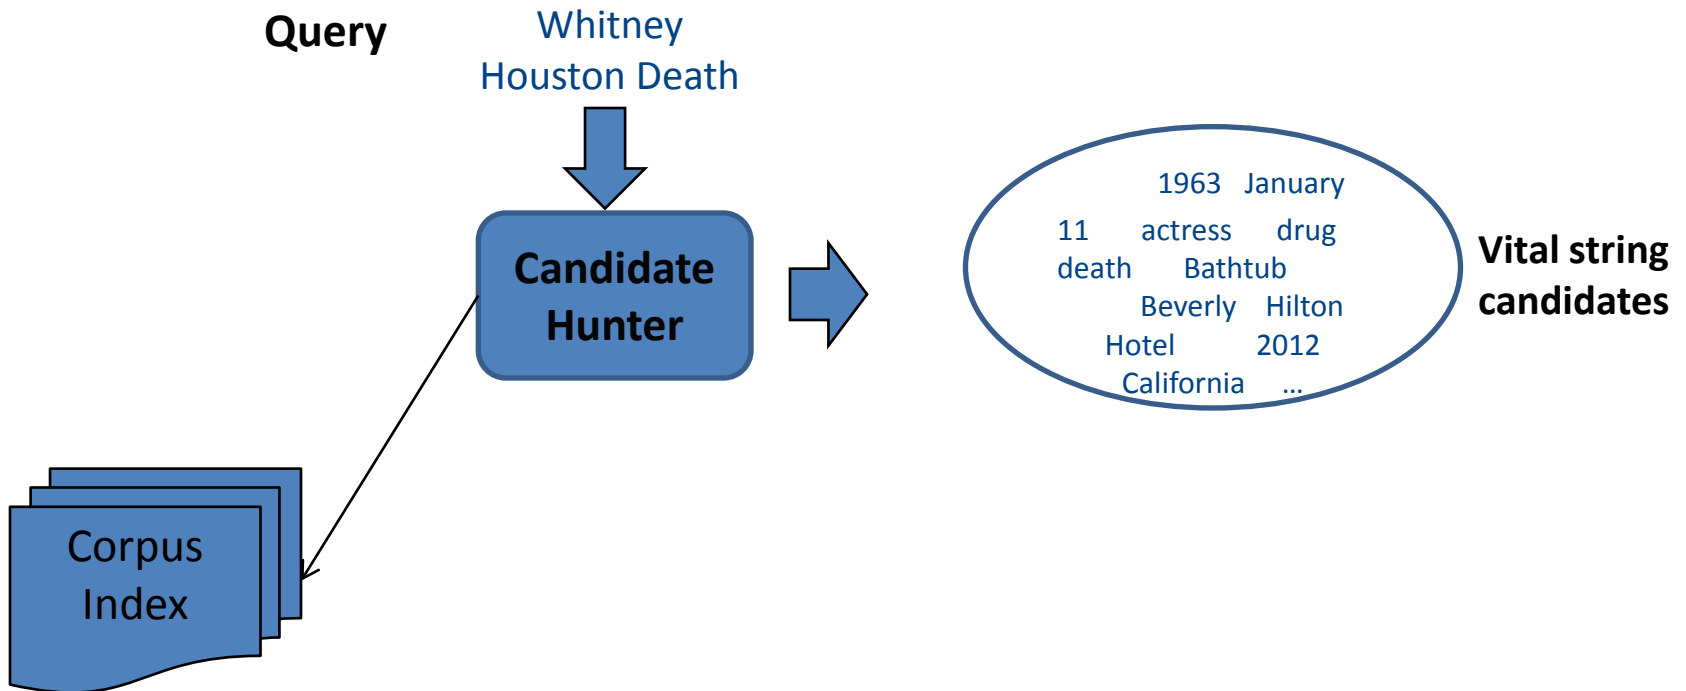 Query
Whitney
Houston Death
Candidate
Hunter
1963 January
11 actress drug
death Bathtub
Beverly Hilton
Hotel 2012
California ...
Vital string
candidates
Corpus
Index